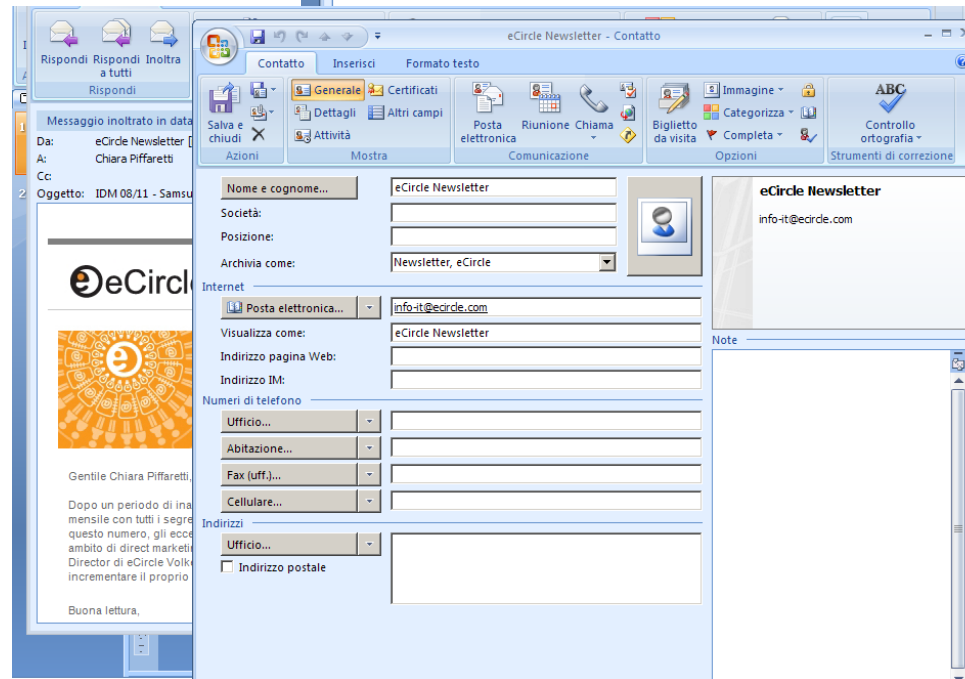 eCircle Newsletter - Contatto
Contatto Inserisci Formato testo
Salva e chiudi
Azioni
Generale Certificati
Dettagli Altri campi
Attività
Mostra
Posta elettronica
Riunione
Chiama
Comunicazione
Biglietto da visita
Immagine
Categorizza
Completa
Opzioni
ABC
Controllo ortografia
Strumenti di correzione
Rispondi Rispondi a tutti Inoltra
Rispondi
Messaggio inoltrato in data
Da: eCircle Newsletter [
A: Chiara Piffaretti
Cc:
Oggetto: IDM 08/11 - Samsu
eCircl
Gentile Chiara Piffaretti,
Dopo un periodo di ina
mensile con tutti i segre
questo numero, gli ecce
ambito di direct marketi
Director di eCircle Volk
incrementare il proprio
Buona lettura,
Nome e cognome... eCircle Newsletter
Società:
Posizione:
Archivia come: Newsletter, eCircle
Internet
Posta elettronica... info-it@ecircle.com
Visualizza come: eCircle Newsletter
Indirizzo pagina Web:
Indirizzo IM:
Numeri di telefono
Ufficio...
Abitazione...
Fax (uff.)...
Cellulare...
Indirizzi
Ufficio...
Indirizzo postale
eCircle Newsletter
info-it@ecircle.com
Note